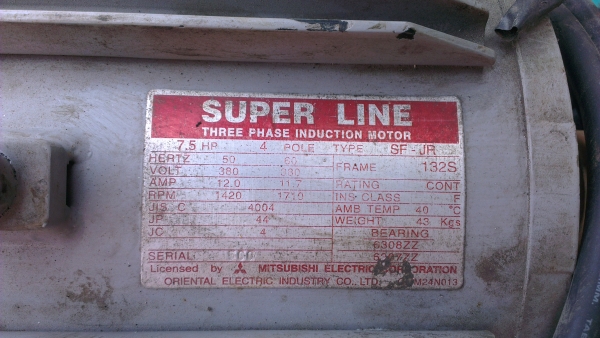 SUPER LINE
THREE PHASE INDUCTION MOTOR
7.5 HP 4 POLE TYPE SF-JR
HERTZ 50 60 FRAME 132S
VOLT 380 380
AMP 12.0 11.7 RATING CONT
RPM 1420 1710 INS CLASS F
JIS C 4004 AMB TEMP 40 °C
JP 44 WEIGHT 43 Kgs
JC 4 BEARING
6308ZZ
SERIAL
Licensed by MITSUBISHI ELECTRIC CORPORATION
ORIENTAL ELECTRIC INDUSTRY CO., LTD. M24N013